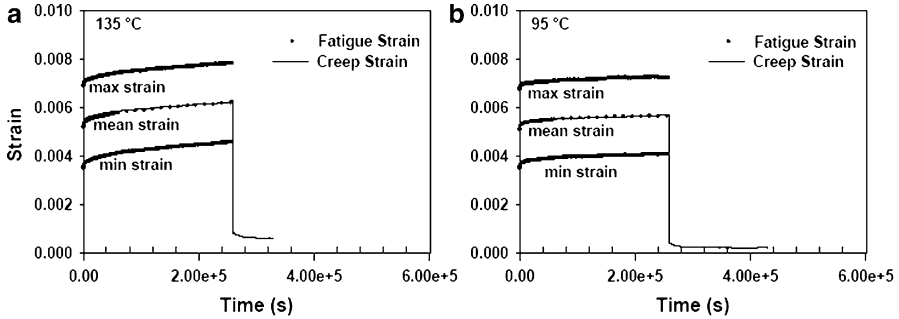 a
135 °C
Fatigue Strain
Creep Strain
max strain
mean strain
min strain
0.010
0.008
0.006
0.004
0.002
0.000
Strain
0.00
2.00e+5
4.00e+5
6.00e+5
Time (s)
b
95 °C
Fatigue Strain
Creep Strain
max strain
mean strain
min strain
0.010
0.008
0.006
0.004
0.002
0.000
0.00
2.00e+5
4.00e+5
6.00e+5
Time (s)